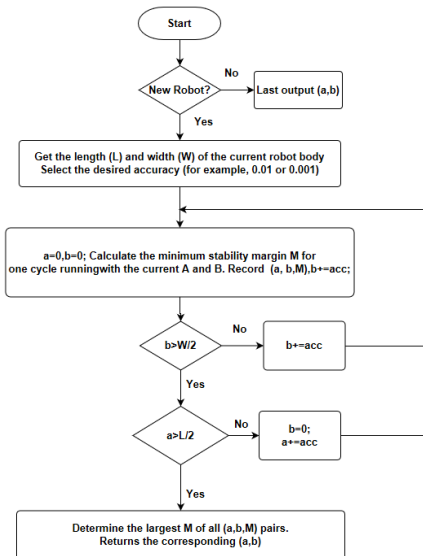 Start
New Robot?
No
Last output (a,b)
Yes
Get the length (L) and width (W) of the current robot body
Select the desired accuracy (for example, 0.01 or 0.001)
a=0,b=0; Calculate the minimum stability margin M for
one cycle runningwith the current A and B. Record (a, b,M),b+=acc;
b>W/2
No
b+=acc
Yes
a>L/2
No
b=0;
a+=acc
Yes
Determine the largest M of all (a,b,M) pairs.
Returns the corresponding (a,b)